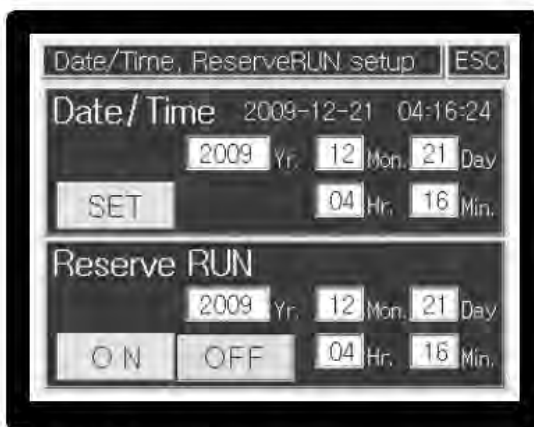 Date/Time, ReserveRUN setup ESC
Date/Time 2009-12-21 04:16:24
2009 Yr. 12 Mon. 21 Day
SET 04 Hr. 16 Min.
Reserve RUN
2009 Yr. 12 Mon. 21 Day
ON OFF 04 Hr. 16 Min.